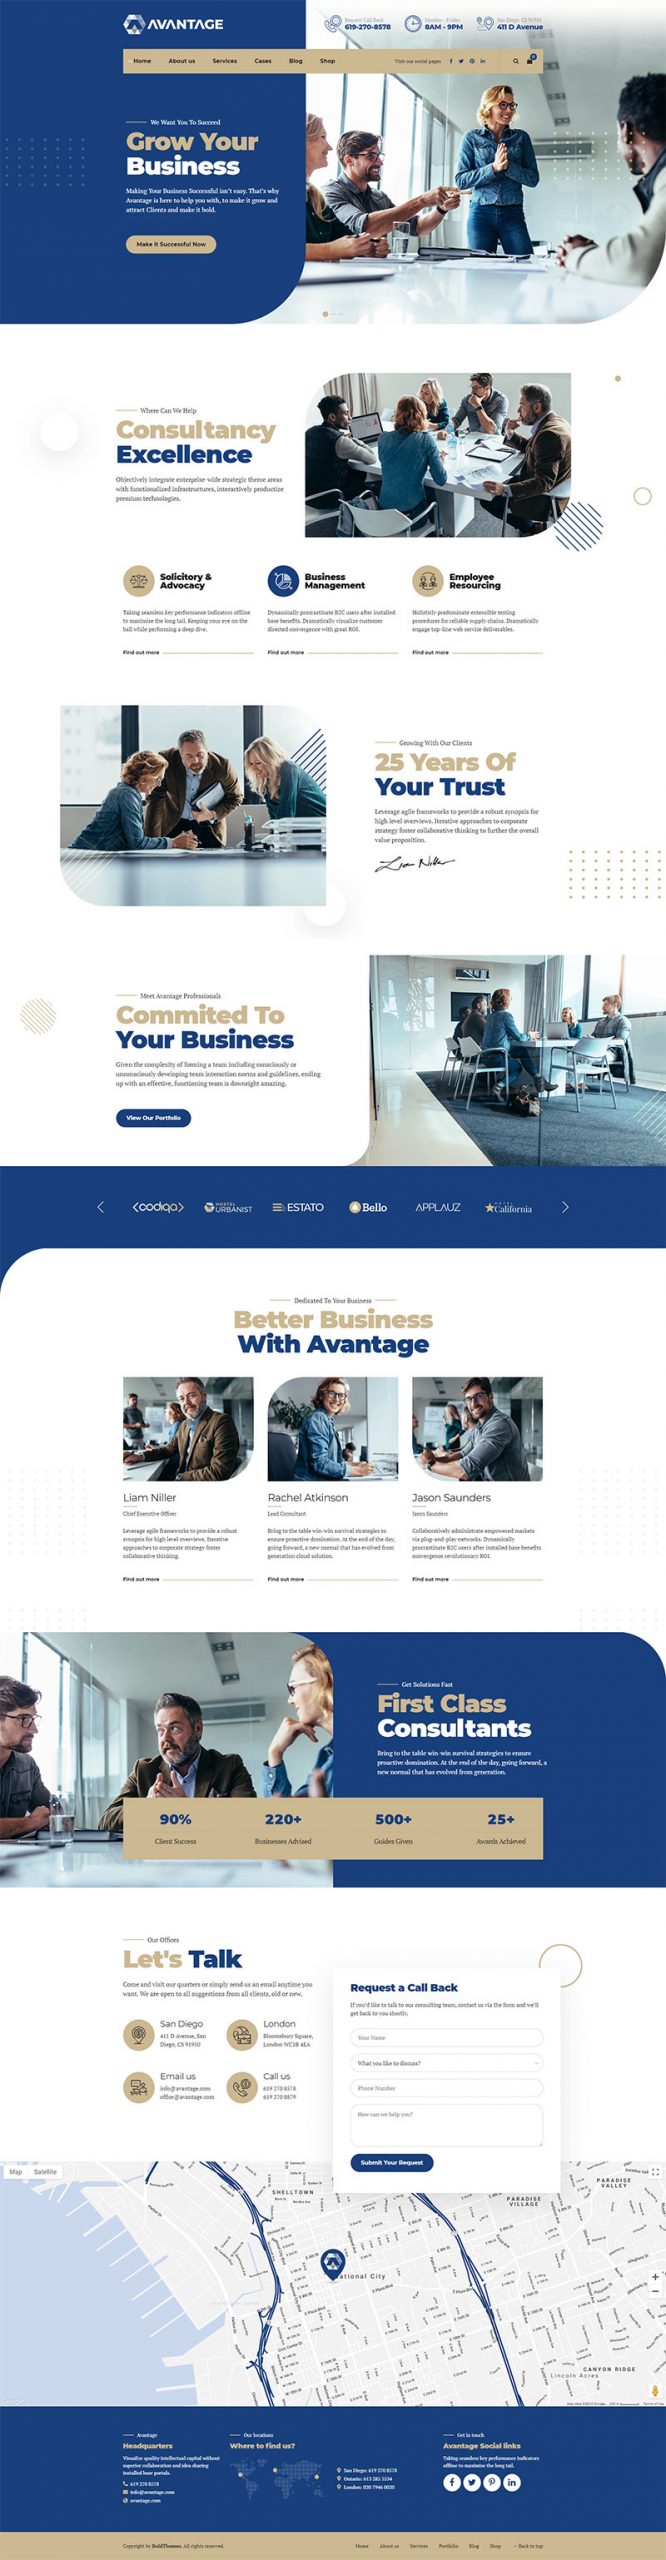 AVANTAGE
Request Call Back
619-270-8578
Monday - Friday
8AM - 9PM
San Diego, CS 91950
411 D Avenue
Home About us Services Cases Blog Shop
Visit our social pages
0
We Want You To Succeed
Grow Your
Business
Making Your Business Successful isn't easy. That's why
Avantage is here to help you with, to make it grow and
attract Clients and make it bold.
Make it Successful Now
Where Can We Help
Consultancy
Excellence
Objectively integrate enterprise-wide strategic theme areas
with functionalized infrastructures, interactively productize
premium technologies.
Solicitory &
Advocacy
Taking seamless key performance indicators offline
to maximise the long tail. Keeping your eye on the
ball while performing a deep dive.
Find out more
Business
Management
Dynamically procrastinate B2C users after installed
base benefits. Dramatically visualize customer
directed convergence with great ROI.
Find out more
Employee
Resourcing
Holisticly predominate extensible testing
procedures for reliable supply chains. Dramatically
engage top-line web service deliverables.
Find out more
Growing With Our Clients
25 Years Of
Your Trust
Leverage agile frameworks to provide a robust synopsis for
high level overviews. Iterative approaches to corporate
strategy foster collaborative thinking to further the overall
value proposition.
Meet Avantage Professionals
Commited To
Your Business
Given the complexity of forming a team including consciously or
unconsciously developing team interaction norms and guidelines, ending
up with an effective, functioning team is downright amazing.
View Our Portfolio
<codiqo>
HOSTEL
URBANIST
ESTATO
Bello
APPLAUZ
HOTEL
California
Dedicated To Your Business
Better Business
With Avantage
Liam Niller
Chief Executive Officer
Leverage agile frameworks to provide a robust
synopsis for high level overviews. Iterative
approaches to corporate strategy foster
collaborative thinking.
Find out more
Rachel Atkinson
Lead Consultant
Bring to the table win-win survival strategies to
ensure proactive domination. At the end of the day,
going forward, a new normal that has evolved from
generation cloud solution.
Find out more
Jason Saunders
Jason Saunders
Collaboratively administrate empowered markets
via plug-and-play networks. Dynamically
procrastinate B2C users after installed base benefits
convergence revolutionary ROI.
Find out more
Get Solutions Fast
First Class
Consultants
Bring to the table win-win survival strategies to ensure
proactive domination. At the end of the day, going forward, a
new normal that has evolved from generation.
90% 220+ 500+ 25+
Client Success Businesses Advised Guides Given Awards Achieved
Our Offices
Let's Talk
Come and visit our quarters or simply send us an email anytime you
want. We are open to all suggestions from all clients, old or new.
San Diego
411 D Avenue, San
Diego, CS 91950
London
Bloomsbury Square,
London WC1B 4EA
Email us
info@avantage.com
office@avantage.com
Call us
619 270 8578
619 270 8879
Request a Call Back
If you'd like to talk to our consulting team, contact us via the form and we'll
get back to you shortly.
Your Name
What you like to discuss?
Phone Number
How can we help you?
Submit Your Request
Map Satellite
SHELLTOWN
PARADISE
VALLEY
PARADISE
VILLAGE
National City
CANYON RIDGE
Lincoln Acres
Google
Terms of Use
Avantage
Headquarters
Visualize quality intellectual capital without
superior collaboration and idea sharing
installed base portals.
619 270 8578
info@avantage.com
avantage.com
Our locations
Where to find us?
San Diego: 619 270 8578
Ontario: 613 285 5534
London: 020 7946 0020
Get in touch
Avantage Social links
Taking seamless key performance indicators
offline to maximise the long tail.
Copyright by BoldThemes. All rights reserved.
Home About us Services Portfolio Blog Shop Back to top